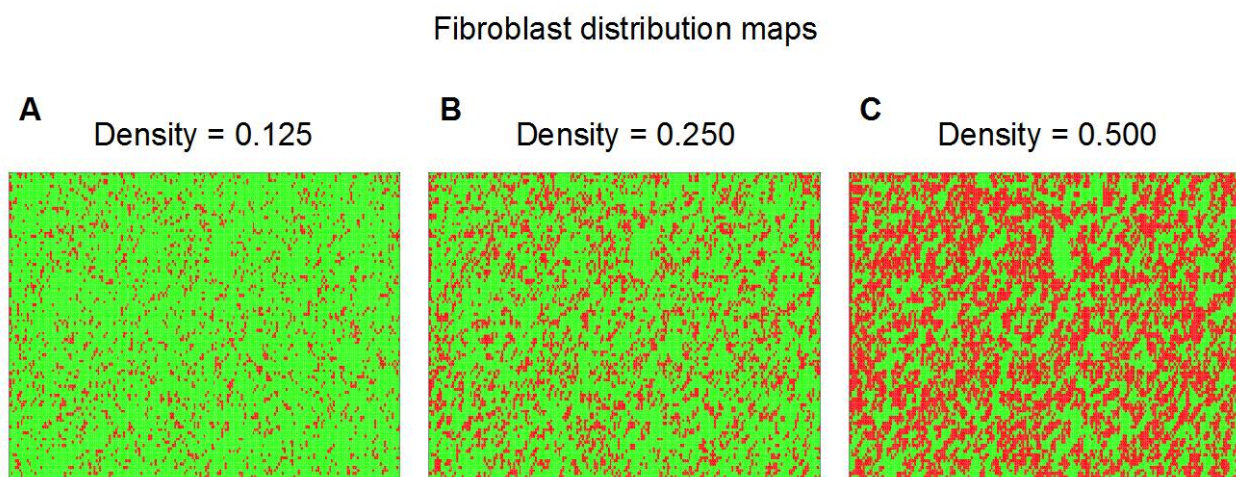 Fibroblast distribution maps
A
Density = 0.125
B
Density = 0.250
C
Density = 0.500